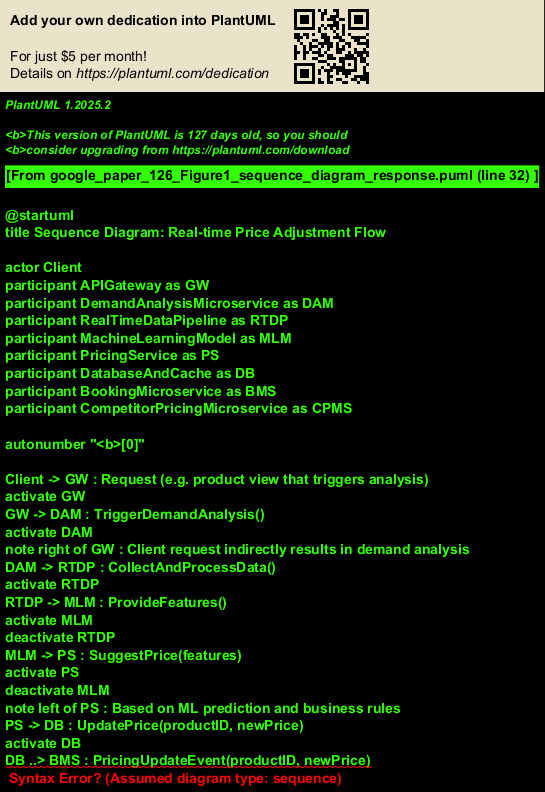 Add your own dedication into PlantUML
For just $5 per month!
Details on https://plantuml.com/dedication
PlantUML 1.2025.2
<b>This version of PlantUML is 127 days old, so you should
<b>consider upgrading from https://plantuml.com/download
[From google_paper_126_Figure1_sequence_diagram_response.puml (line 32) ]
@startuml
title Sequence Diagram: Real-time Price Adjustment Flow
actor Client
participant APIGateway as GW
participant DemandAnalysisMicroservice as DAM
participant RealTimeDataPipeline as RTDP
participant MachineLearningModel as MLM
participant PricingService as PS
participant DatabaseAndCache as DB
participant BookingMicroservice as BMS
participant CompetitorPricingMicroservice as CPMS
autonumber "<b>[0]"
Client -> GW : Request (e.g. product view that triggers analysis)
activate GW
GW -> DAM : TriggerDemandAnalysis()
activate DAM
note right of GW : Client request indirectly results in demand analysis
DAM -> RTDP : CollectAndProcessData()
activate RTDP
RTDP -> MLM : ProvideFeatures()
activate MLM
deactivate RTDP
MLM -> PS : SuggestPrice(features)
activate PS
deactivate MLM
note left of PS : Based on ML prediction and business rules
PS -> DB : UpdatePrice(productID, newPrice)
activate DB
DB ..> BMS : PricingUpdateEvent(productID, newPrice)
Syntax Error? (Assumed diagram type: sequence)